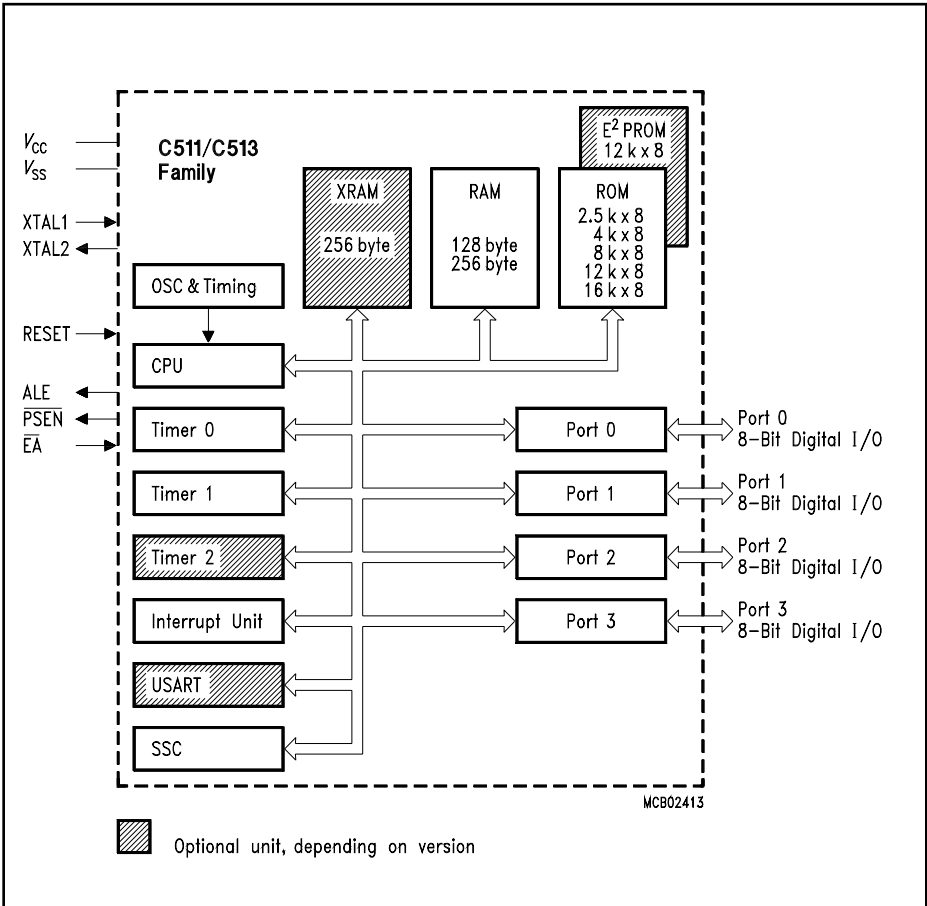 V_CC
V_SS
XTAL1
XTAL2
RESET
ALE
PSEN
EA
C511/C513
Family
XRAM
256 byte
RAM
128 byte
256 byte
E² PROM
12 k x 8
ROM
2.5 k x 8
4 k x 8
8 k x 8
12 k x 8
16 k x 8
OSC & Timing
CPU
Timer 0
Timer 1
Timer 2
Interrupt Unit
USART
SSC
Port 0
Port 1
Port 2
Port 3
Port 0
8-Bit Digital I/O
Port 1
8-Bit Digital I/O
Port 2
8-Bit Digital I/O
Port 3
8-Bit Digital I/O
MCB02413
Optional unit, depending on version